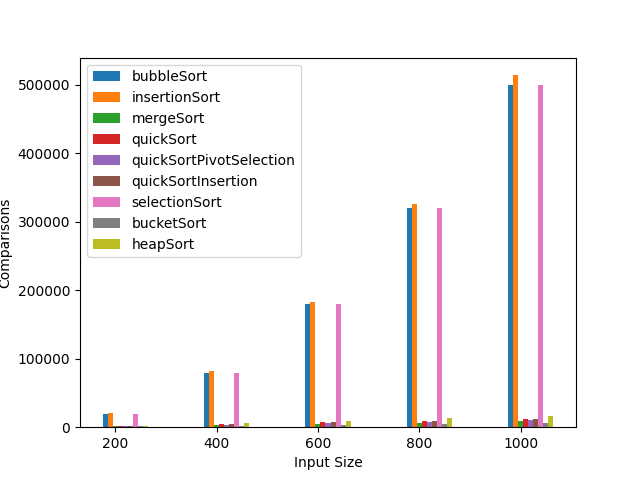 500000
400000
300000
200000
100000
0
Comparisons
bubbleSort
insertionSort
mergeSort
quickSort
quickSortPivotSelection
quickSortInsertion
selectionSort
bucketSort
heapSort
200 400 600 800 1000
Input Size